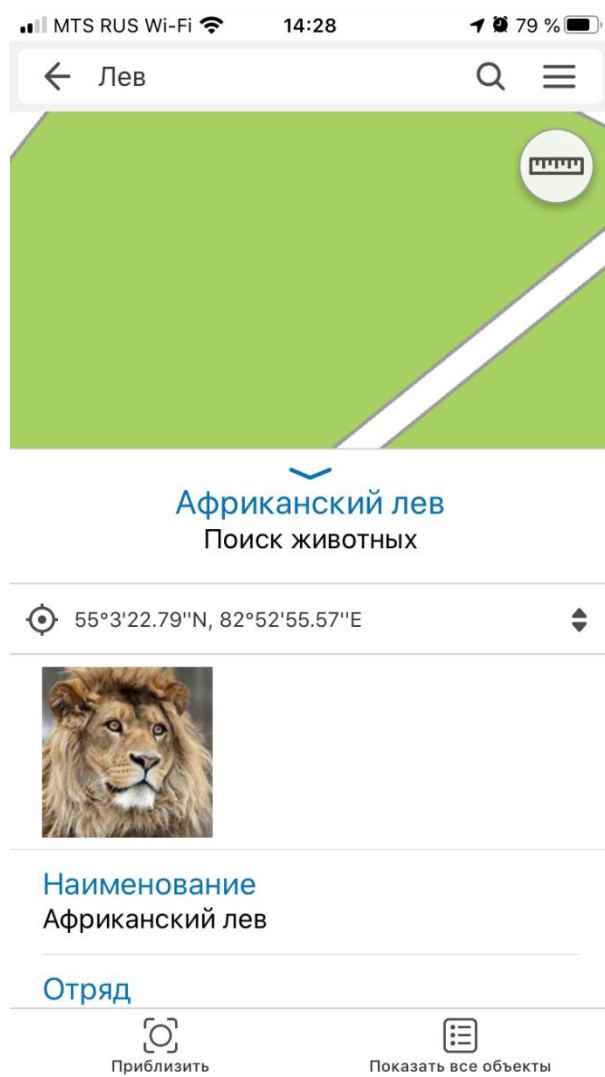 MTS RUS Wi-Fi 14:28 79 %
Лев
Африканский лев
Поиск животных
55°3'22.79''N, 82°52'55.57''E
Наименование
Африканский лев
Отряд
Приблизить Показать все объекты